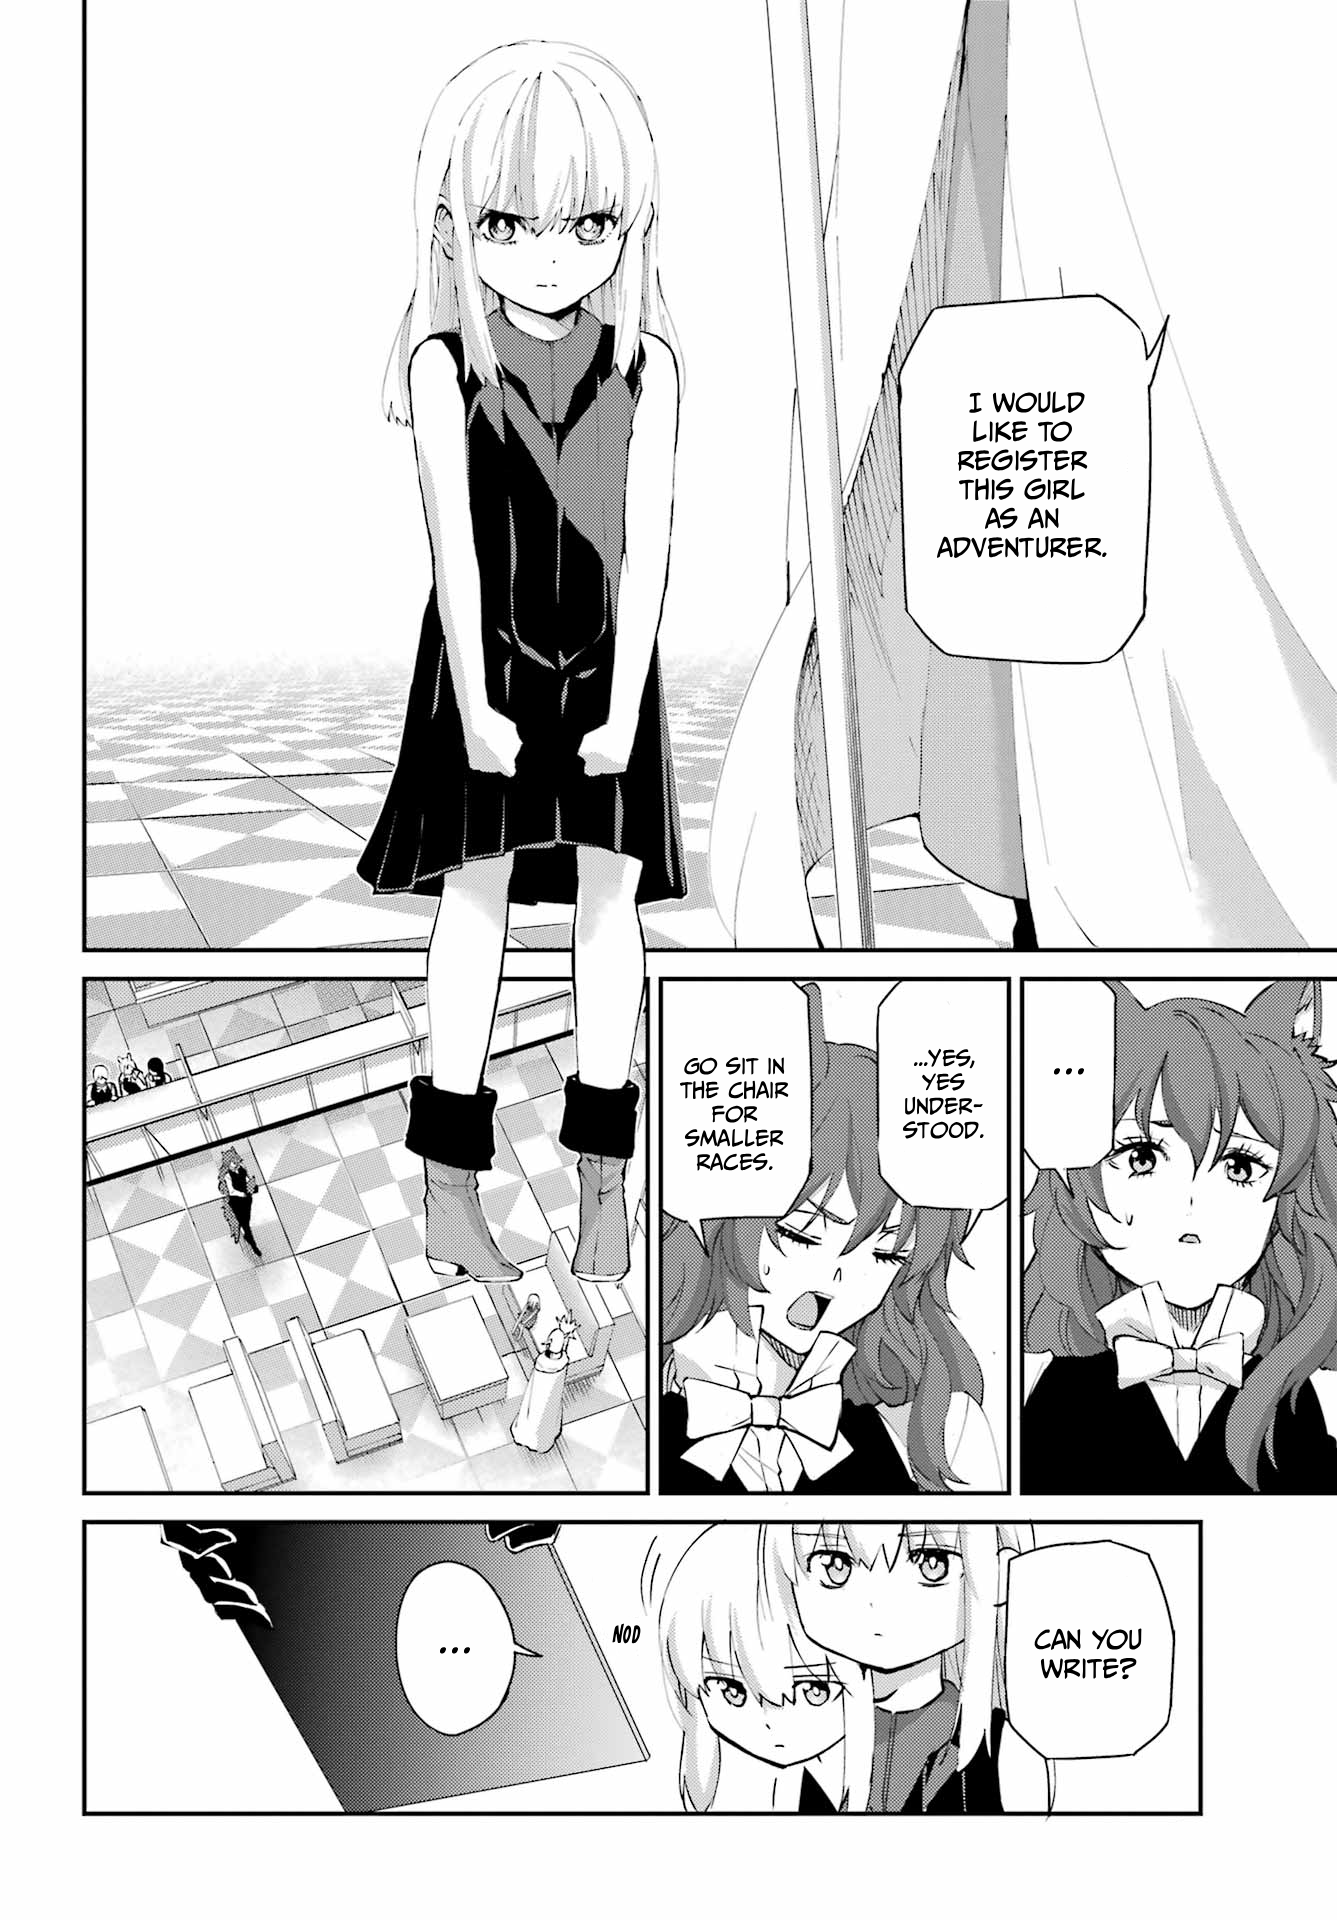 I WOULD
LIKE TO
REGISTER
THIS GIRL
AS AN
ADVENTURER.
...
...YES,
YES
UNDER-
STOOD.
GO SIT IN
THE CHAIR
FOR
SMALLER
RACES.
CAN YOU
WRITE?
NOD
...